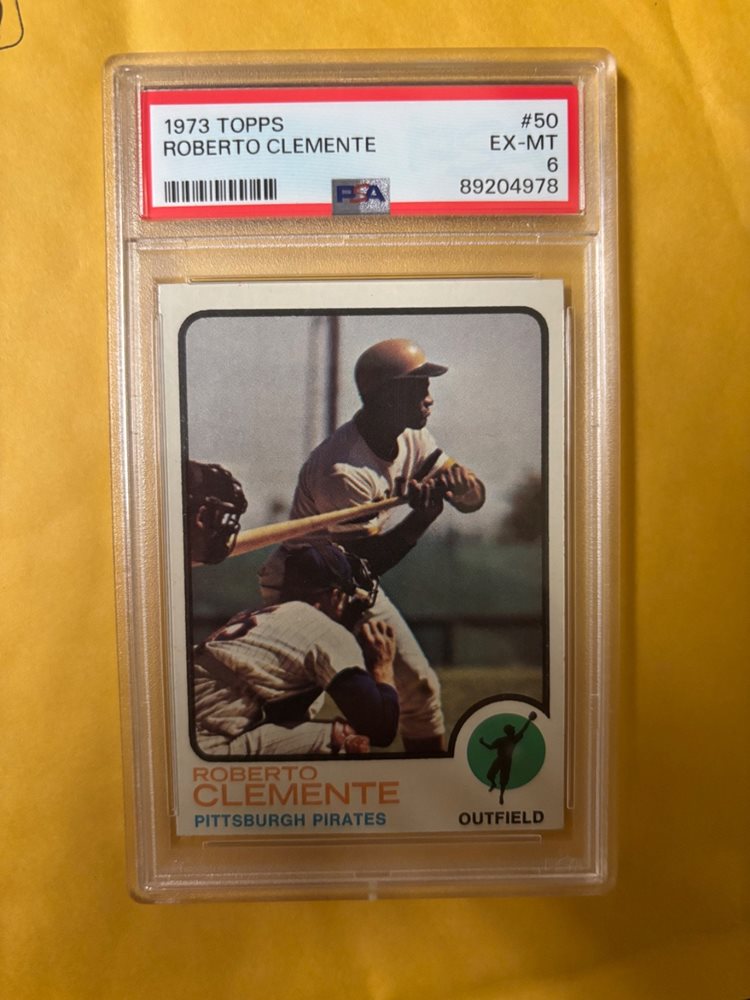 1973 TOPPS #50
ROBERTO CLEMENTE EX-MT
6
PSA 89204978
ROBERTO
CLEMENTE
PITTSBURGH PIRATES OUTFIELD